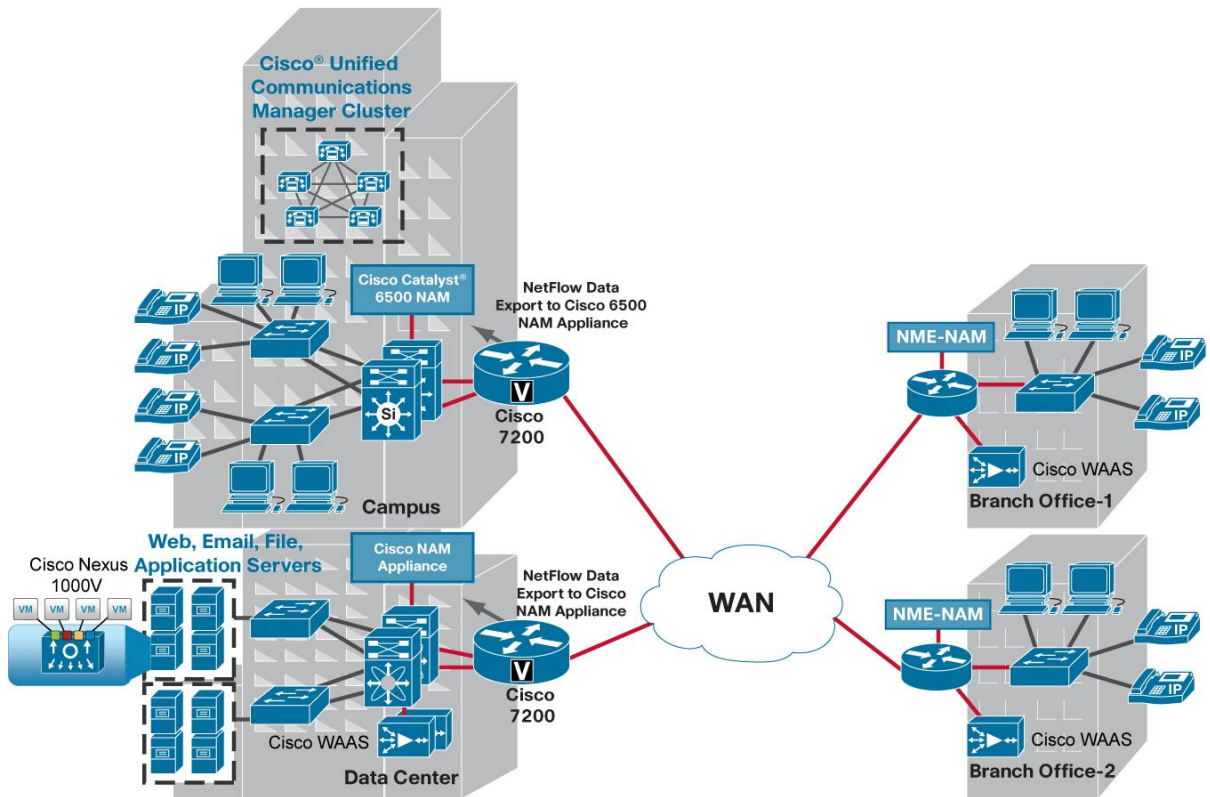 Cisco® Unified
Communications
Manager Cluster
Cisco Catalyst®
6500 NAM
NetFlow Data
Export to Cisco 6500
NAM Appliance
IP
IP
IP
IP
Si
V
Cisco
7200
Campus
Web, Email, File,
Application Servers
Cisco Nexus
1000V
VM
VM
VM
VM
Cisco NAM
Appliance
NetFlow Data
Export to Cisco
NAM Appliance
V
Cisco
7200
Cisco WAAS
Data Center
WAN
NME-NAM
IP
IP
Cisco WAAS
Branch Office-1
NME-NAM
IP
IP
Cisco WAAS
Branch Office-2